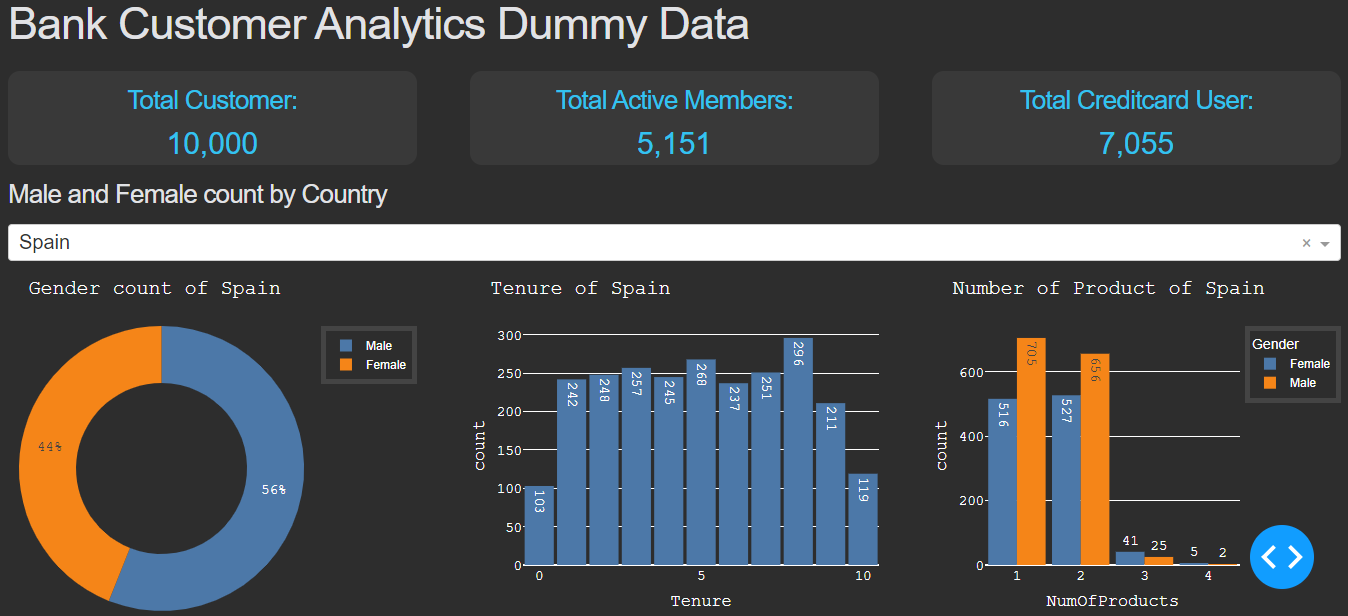 Bank Customer Analytics Dummy Data
Total Customer:
10,000
Total Active Members:
5,151
Total Creditcard User:
7,055
Male and Female count by Country
Spain
× 
Gender count of Spain
Male
Female
44%
56%
Tenure of Spain
count
300
250
200
150
100
50
0
103
242
248
257
245
268
237
251
296
211
119
0 5 10
Tenure
Number of Product of Spain
Gender
Female
Male
count
600
400
200
0
516
705
527
656
41
25
5
2
1 2 3 4
NumOfProducts